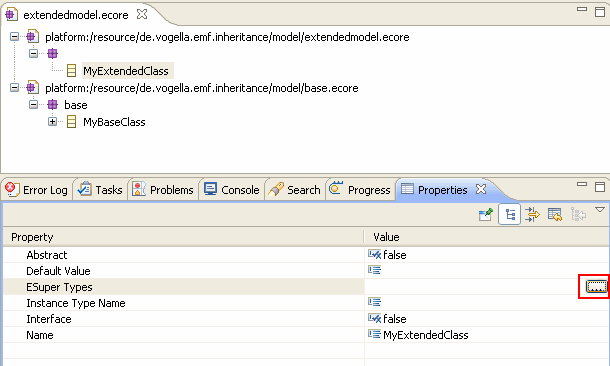 extendedmodel.ecore
platform:/resource/de.vogella.emf.inheritance/model/extendedmodel.ecore
MyExtendedClass
platform:/resource/de.vogella.emf.inheritance/model/base.ecore
base
MyBaseClass
Error Log Tasks Problems Console Search Progress Properties
Property Value
Abstract false
Default Value
ESuper Types ...
Instance Type Name
Interface false
Name MyExtendedClass